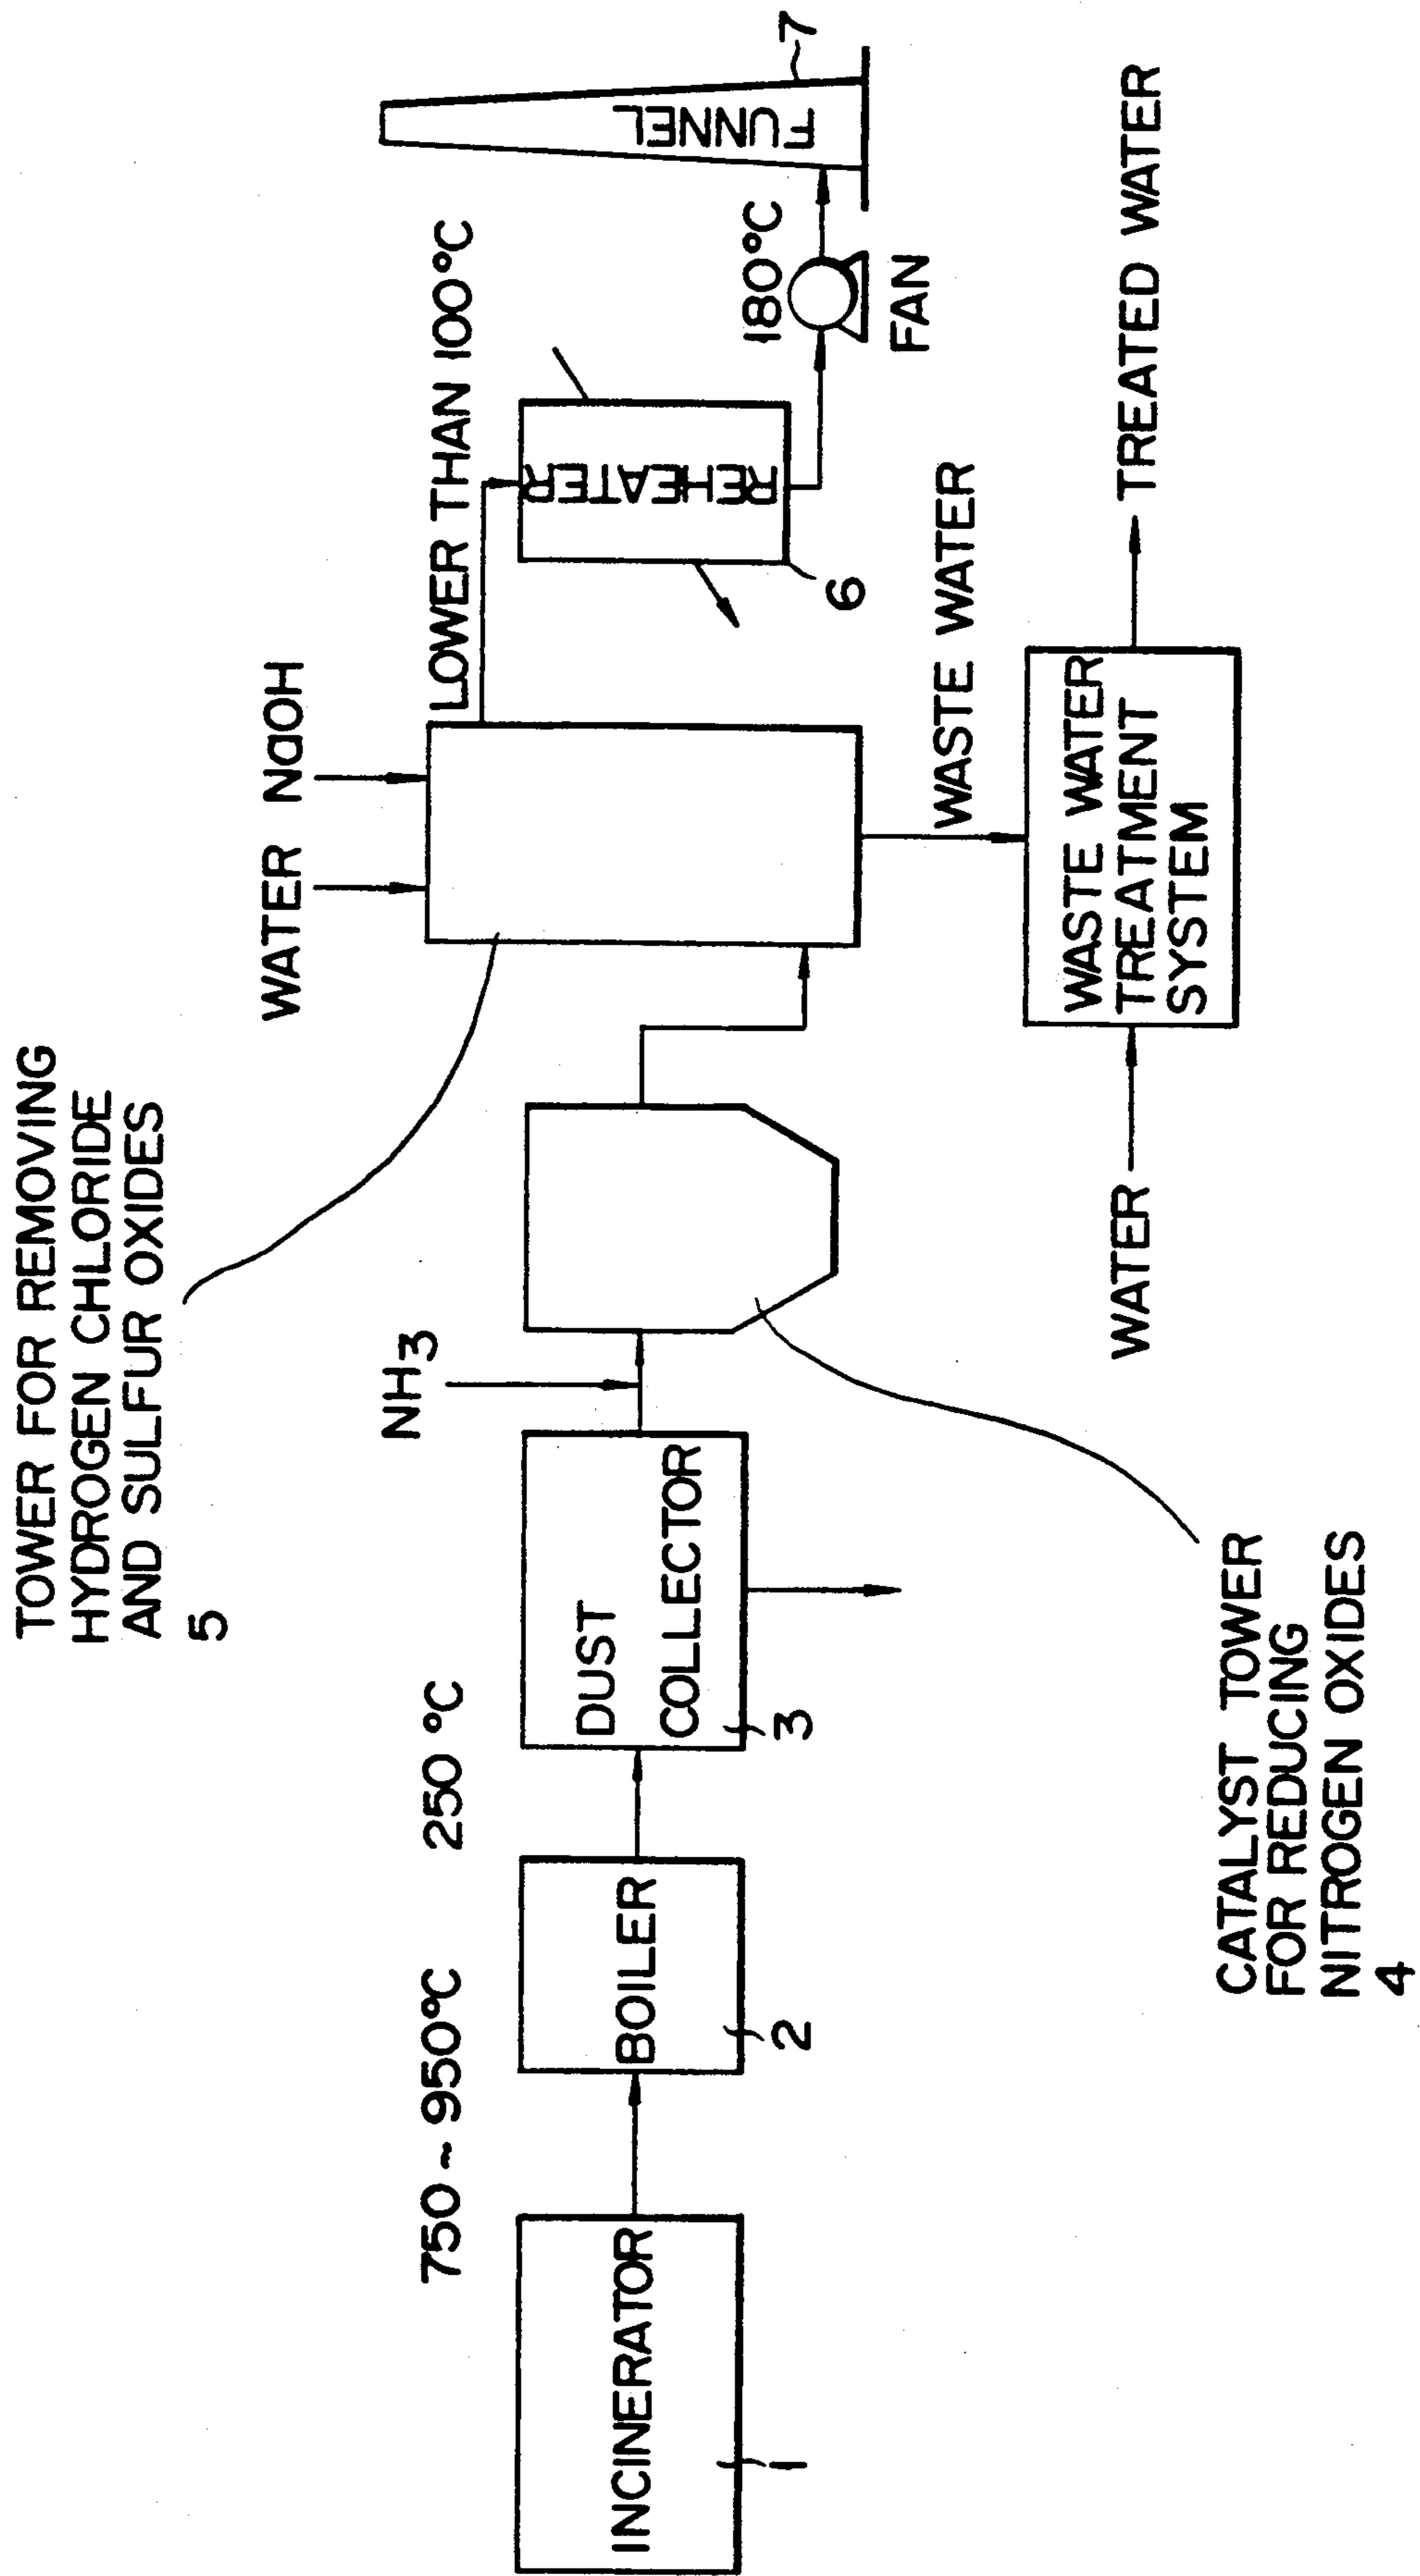 TOWER FOR REMOVING
HYDROGEN CHLORIDE
AND SULFUR OXIDES
5
WATER NaOH
750~950°C
250 °C
NH3
LOWER THAN 100°C
INCINERATOR
1
BOILER
2
DUST
COLLECTOR
3
REHEATER
6
180°C
FAN
FUNNEL
7
WASTE WATER
WATER
WASTE WATER
TREATMENT
SYSTEM
TREATED WATER
CATALYST TOWER
FOR REDUCING
NITROGEN OXIDES
4